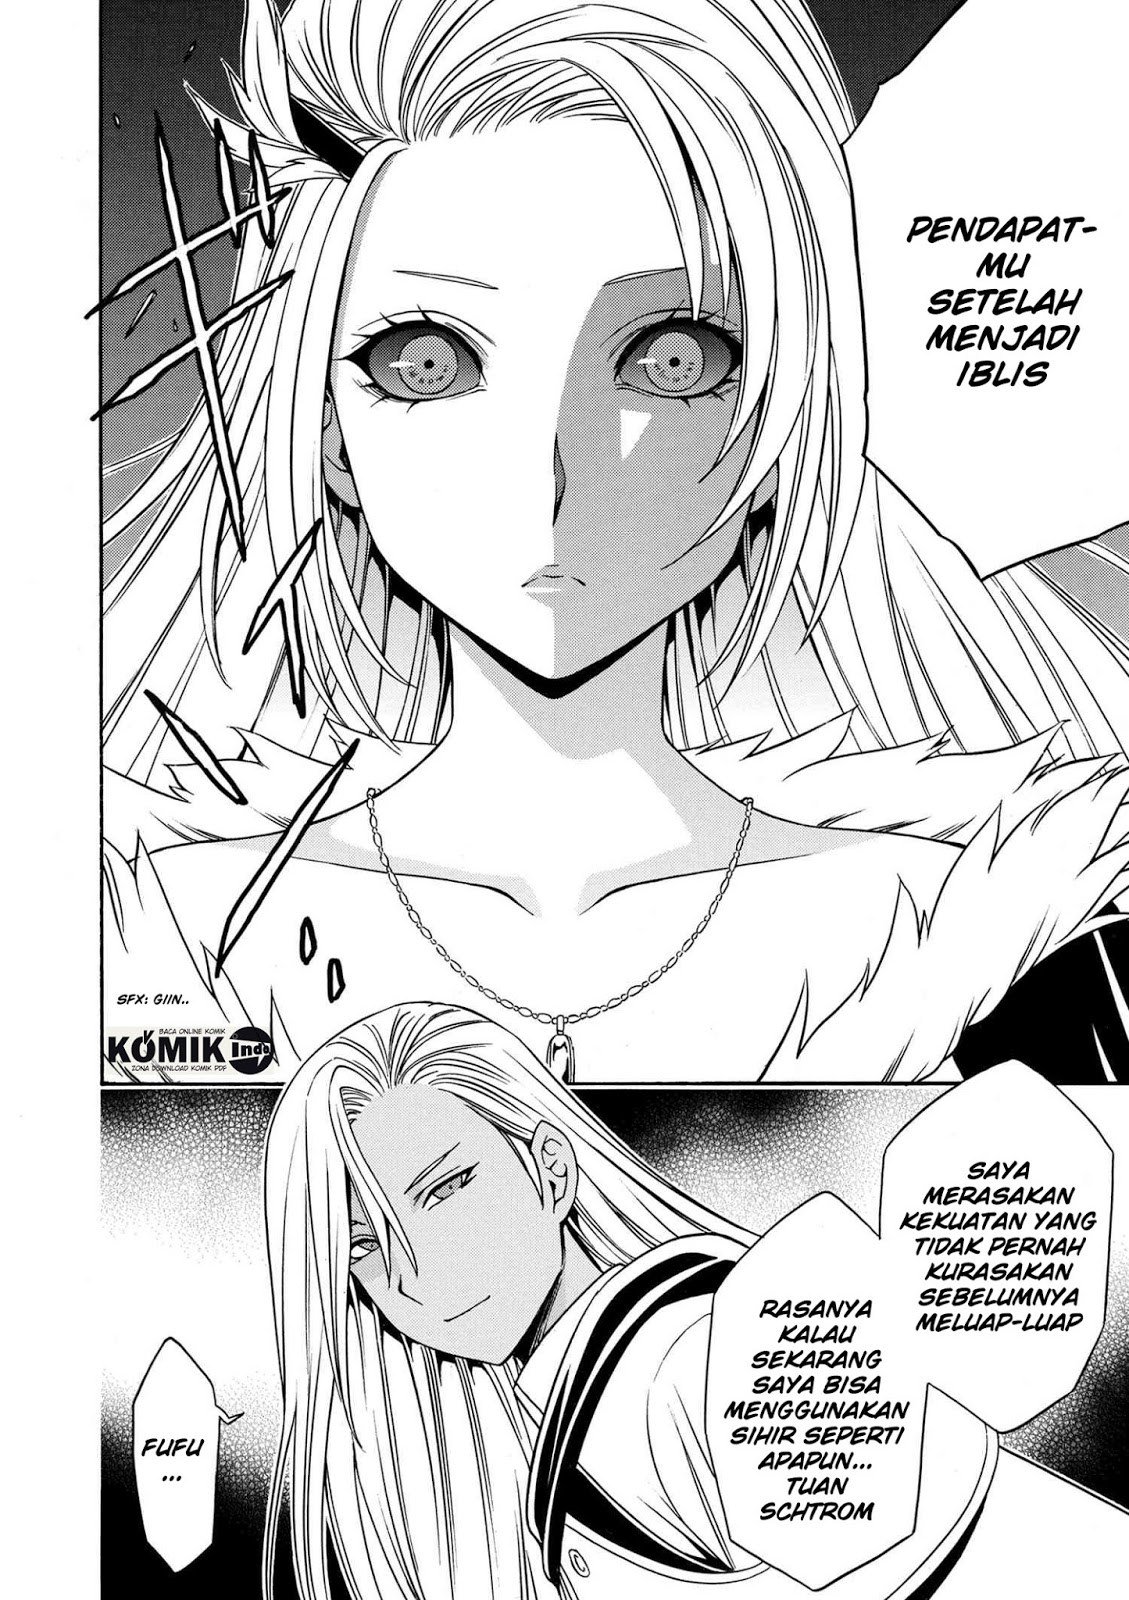 PENDAPAT-
MU
SETELAH
MENJADI
IBLIS
SFX: GIIN..
BACA ONLINE KOMIK
KOMIK Indo
ZONA DOWNLOAD KOMIK PDF
SAYA
MERASAKAN
KEKUATAN YANG
TIDAK PERNAH
KURASAKAN
SEBELUMNYA
MELUAP-LUAP
RASANYA
KALAU
SEKARANG
SAYA BISA
MENGGUNAKAN
SIHIR SEPERTI
APAPUN...
TUAN
SCHTROM
FUFU
...